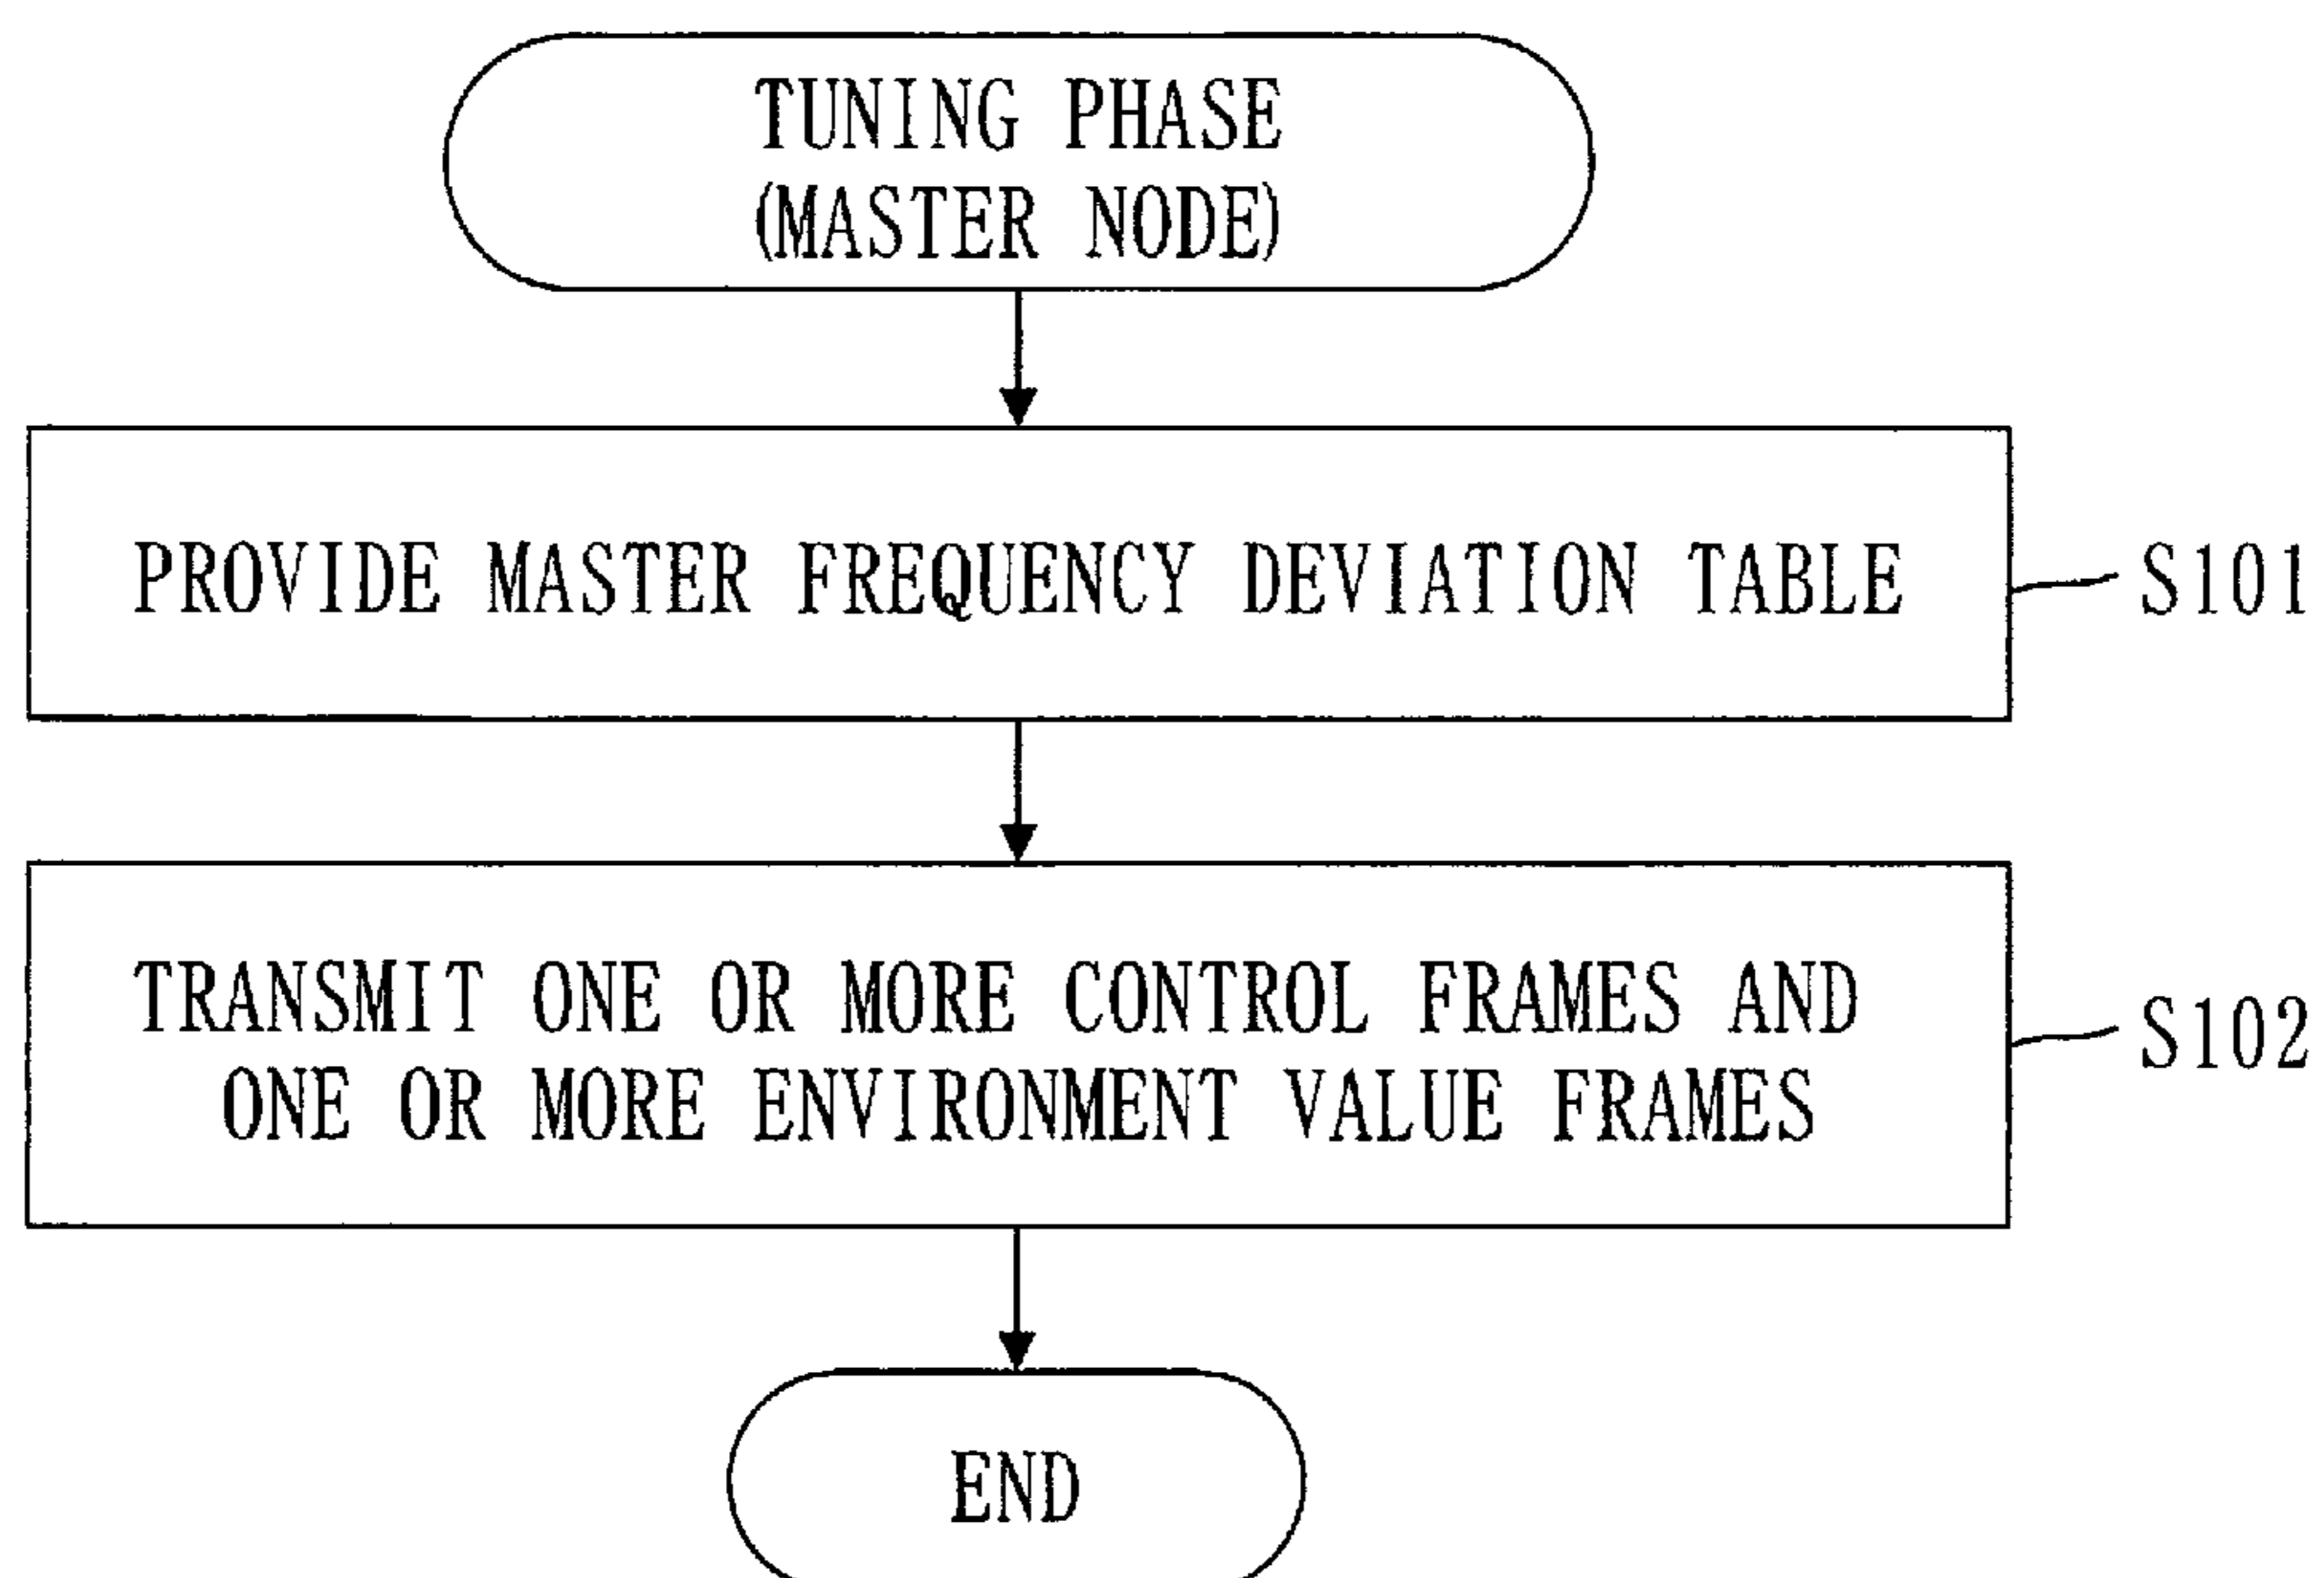 TUNING PHASE
(MASTER NODE)
PROVIDE MASTER FREQUENCY DEVIATION TABLE
S101
TRANSMIT ONE OR MORE CONTROL FRAMES AND
ONE OR MORE ENVIRONMENT VALUE FRAMES
S102
END